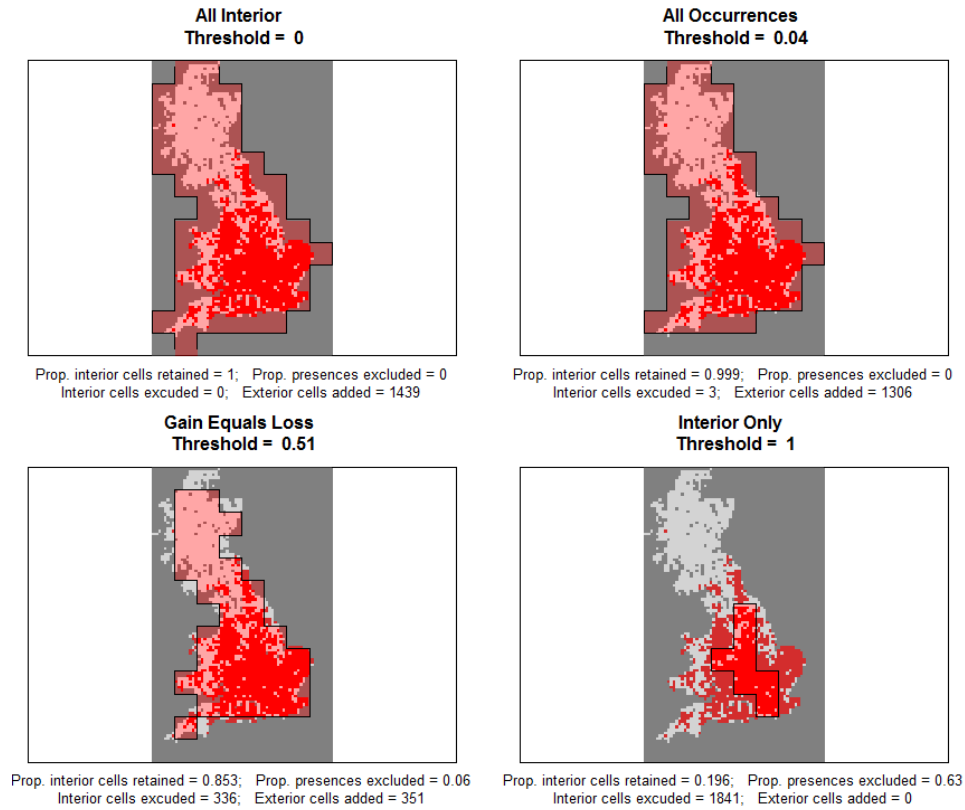 All Interior
Threshold = 0
Prop. interior cells retained = 1; Prop. presences excluded = 0
Interior cells excuded = 0; Exterior cells added = 1439
All Occurrences
Threshold = 0.04
Prop. interior cells retained = 0.999; Prop. presences excluded = 0
Interior cells excuded = 3; Exterior cells added = 1306
Gain Equals Loss
Threshold = 0.51
Prop. interior cells retained = 0.853; Prop. presences excluded = 0.06
Interior cells excuded = 336; Exterior cells added = 351
Interior Only
Threshold = 1
Prop. interior cells retained = 0.196; Prop. presences excluded = 0.63
Interior cells excuded = 1841; Exterior cells added = 0